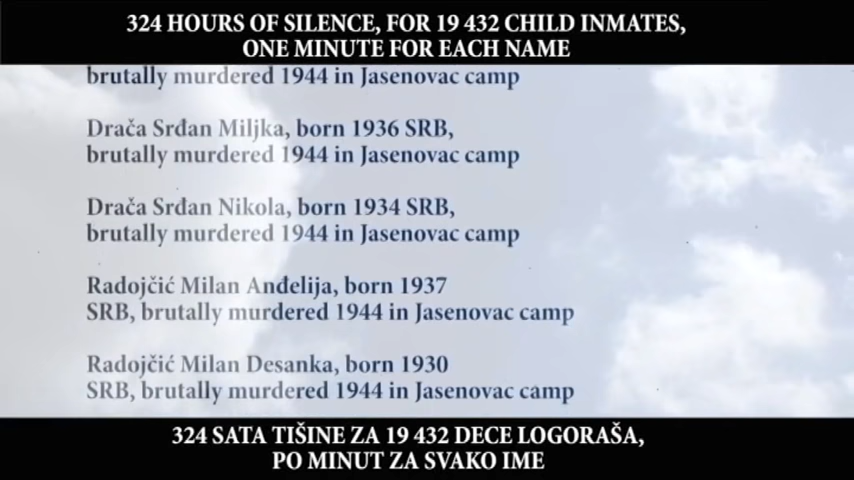 324 HOURS OF SILENCE, FOR 19 432 CHILD INMATES,
ONE MINUTE FOR EACH NAME
brutally murdered 1944 in Jasenovac camp
Drača Srđan Miljka, born 1936 SRB,
brutally murdered 1944 in Jasenovac camp
Drača Srđan Nikola, born 1934 SRB,
brutally murdered 1944 in Jasenovac camp
Radojčić Milan Anđelija, born 1937
SRB, brutally murdered 1944 in Jasenovac camp
Radojčić Milan Desanka, born 1930
SRB, brutally murdered 1944 in Jasenovac camp
324 SATA TIŠINE ZA 19 432 DECE LOGORAŠA,
PO MINUT ZA SVAKO IME